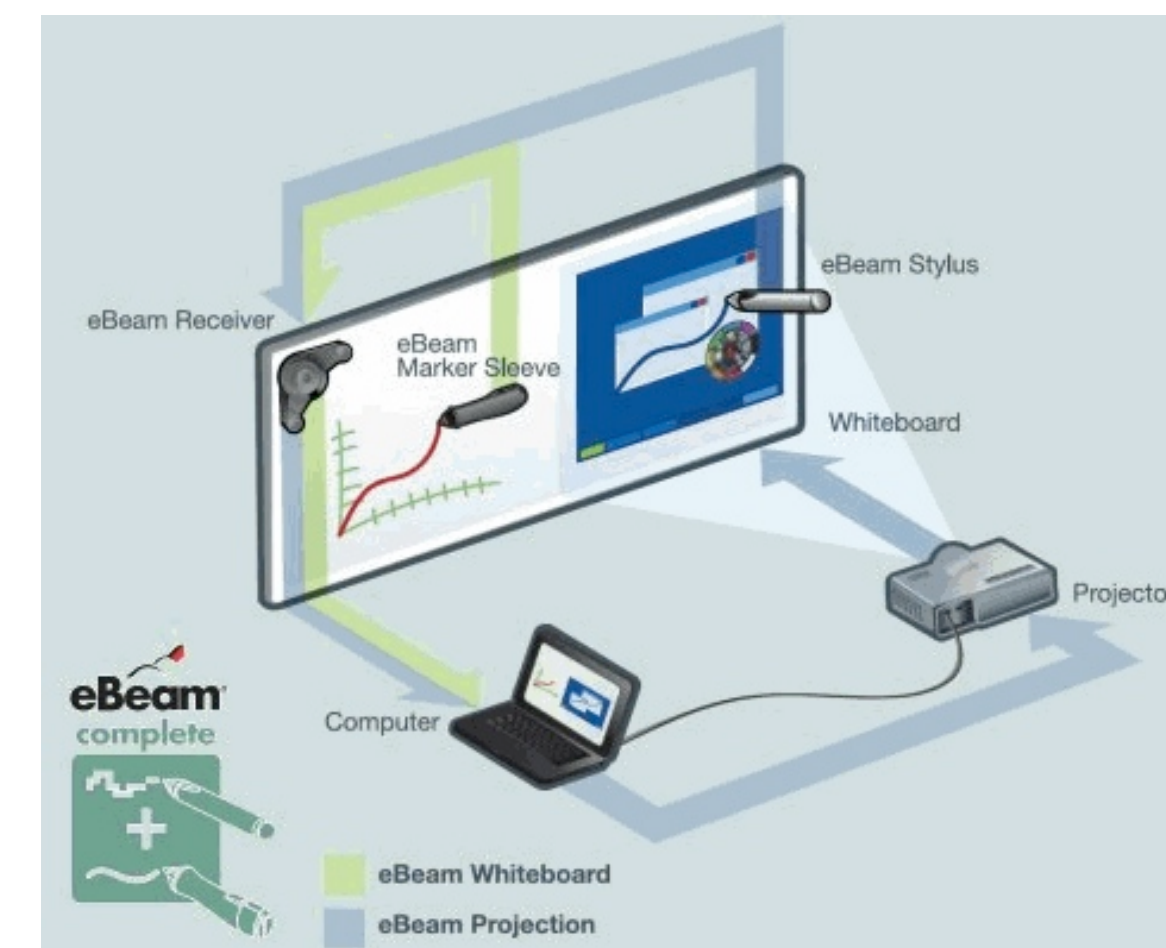 eBeam Stylus
eBeam Receiver
eBeam
Marker Sleeve
Whiteboard
Projecto
Computer
eBeam
complete
eBeam Whiteboard
eBeam Projection